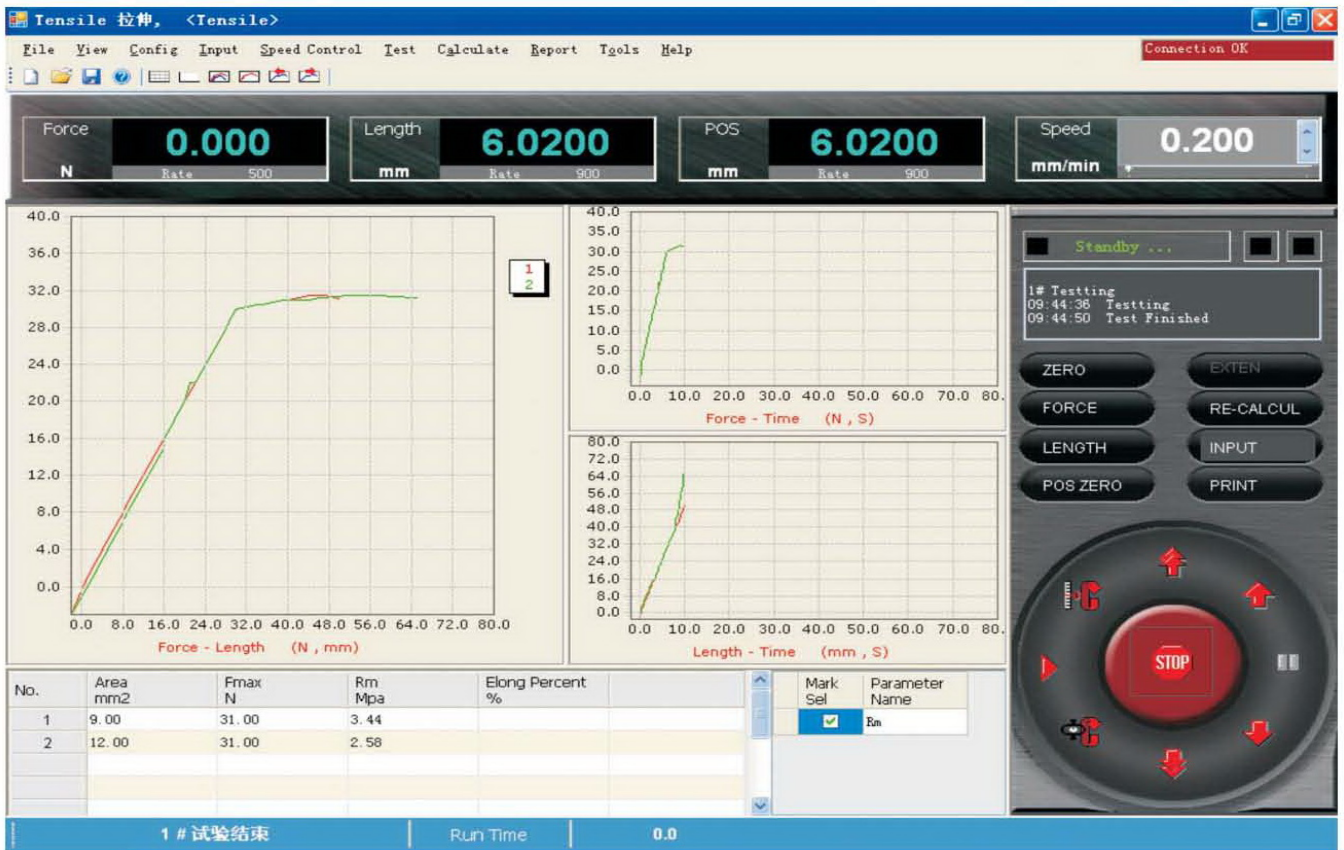 Tensile 拉伸, <Tensile>
File View Config Input Speed Control Test Calculate Report Tools Help
Connection OK
Force
N
0.000
Rate 500
Length
mm
6.0200
Rate 900
POS
mm
6.0200
Rate 900
Speed
mm/min
0.200
40.0
36.0
32.0
28.0
24.0
20.0
16.0
12.0
8.0
4.0
0.0
0.0 8.0 16.0 24.0 32.0 40.0 48.0 56.0 64.0 72.0 80.0
Force - Length (N , mm)
1
2
40.0
35.0
30.0
25.0
20.0
15.0
10.0
5.0
0.0
0.0 10.0 20.0 30.0 40.0 50.0 60.0 70.0 80.
Force - Time (N , S)
80.0
72.0
64.0
56.0
48.0
40.0
32.0
24.0
16.0
8.0
0.0
0.0 10.0 20.0 30.0 40.0 50.0 60.0 70.0 80.
Length - Time (mm , S)
Standby ...
1# Testting
09:44:36 Testting
09:44:50 Test Finished
ZERO EXTEN
FORCE RE-CALCUL
LENGTH INPUT
POS ZERO PRINT
STOP
No. Area Fmax Rm Elong Percent
mm2 N Mpa %
1 9.00 31.00 3.44
2 12.00 31.00 2.58
Mark Parameter
Sel Name
Rm
1 # 试验结束 Run Time 0.0